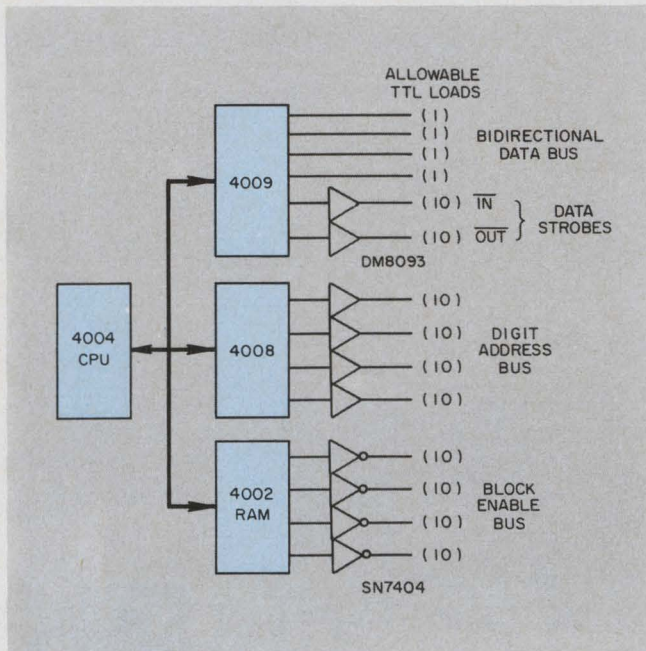 ALLOWABLE
TTL LOADS
4009
(1)
(1)
(1)
(1)
BIDIRECTIONAL
DATA BUS
(10) IN
(10) OUT
DATA
STROBES
DM8093
4004
CPU
4008
(10)
(10)
(10)
(10)
DIGIT
ADDRESS
BUS
4002
RAM
(10)
(10)
(10)
(10)
BLOCK
ENABLE
BUS
SN7404